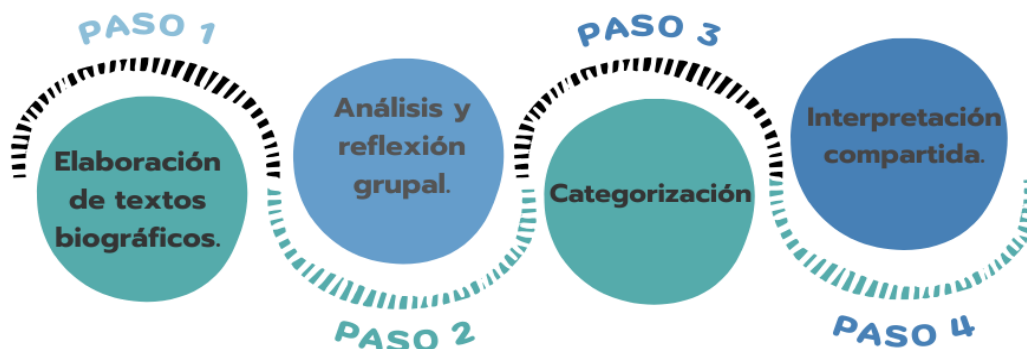 PASO 1
Elaboración
de textos
biográficos.
Análisis y
reflexión
grupal.
PASO 2
PASO 3
Categorización
Interpretación
compartida.
PASO 4